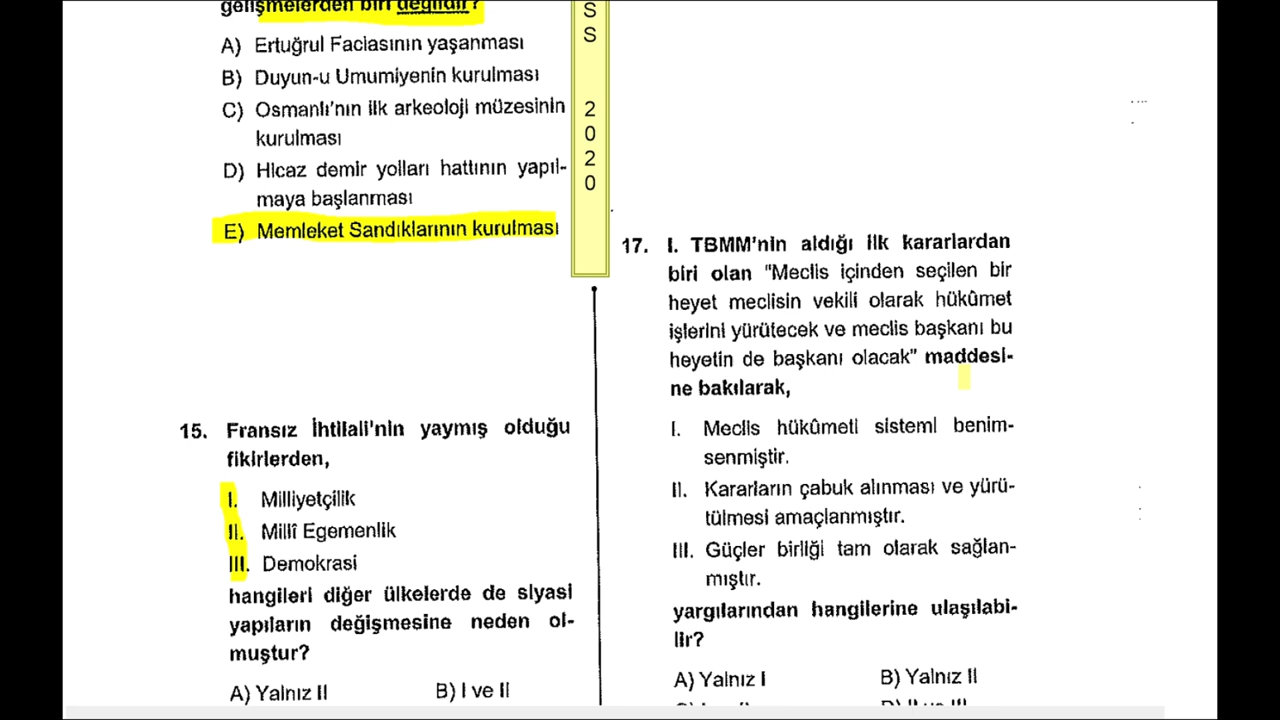 gelişmelerden biri değildir?
A) Ertuğrul Faciasının yaşanması
B) Duyun-u Umumiyenin kurulması
C) Osmanlı'nın ilk arkeoloji müzesinin
kurulması
D) Hicaz demir yolları hattının yapıl-
maya başlanması
E) Memleket Sandıklarının kurulması
15. Fransız İhtilali'nin yaymış olduğu
fikirlerden,
I. Milliyetçilik
II. Millî Egemenlik
III. Demokrasi
hangileri diğer ülkelerde de siyasi
yapıların değişmesine neden ol-
muştur?
A) Yalnız II B) I ve II
S
S
2
0
2
0
17. I. TBMM'nin aldığı ilk kararlardan
biri olan "Meclis içinden seçilen bir
heyet meclisin vekili olarak hükûmet
işlerini yürütecek ve meclis başkanı bu
heyetin de başkanı olacak" maddesi-
ne bakılarak,
I. Meclis hükûmeti sistemi benim-
senmiştir.
II. Kararların çabuk alınması ve yürü-
tülmesi amaçlanmıştır.
III. Güçler birliği tam olarak sağlan-
mıştır.
yargılarından hangilerine ulaşılabi-
lir?
A) Yalnız I B) Yalnız II